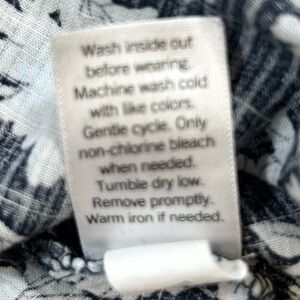 Wash inside out
before wearing.
Machine wash cold
with like colors.
Gentle cycle. Only
non-chlorine bleach
when needed.
Tumble dry low.
Remove promptly.
Warm iron if needed.